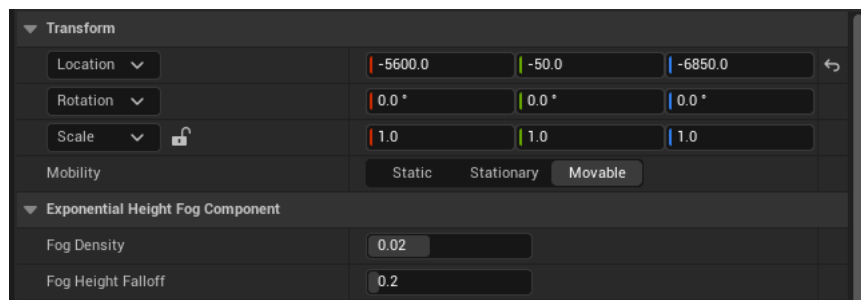 Transform
Location -5600.0 -50.0 -6850.0
Rotation 0.0 ° 0.0 ° 0.0 °
Scale 1.0 1.0 1.0
Mobility Static Stationary Movable
Exponential Height Fog Component
Fog Density 0.02
Fog Height Falloff 0.2